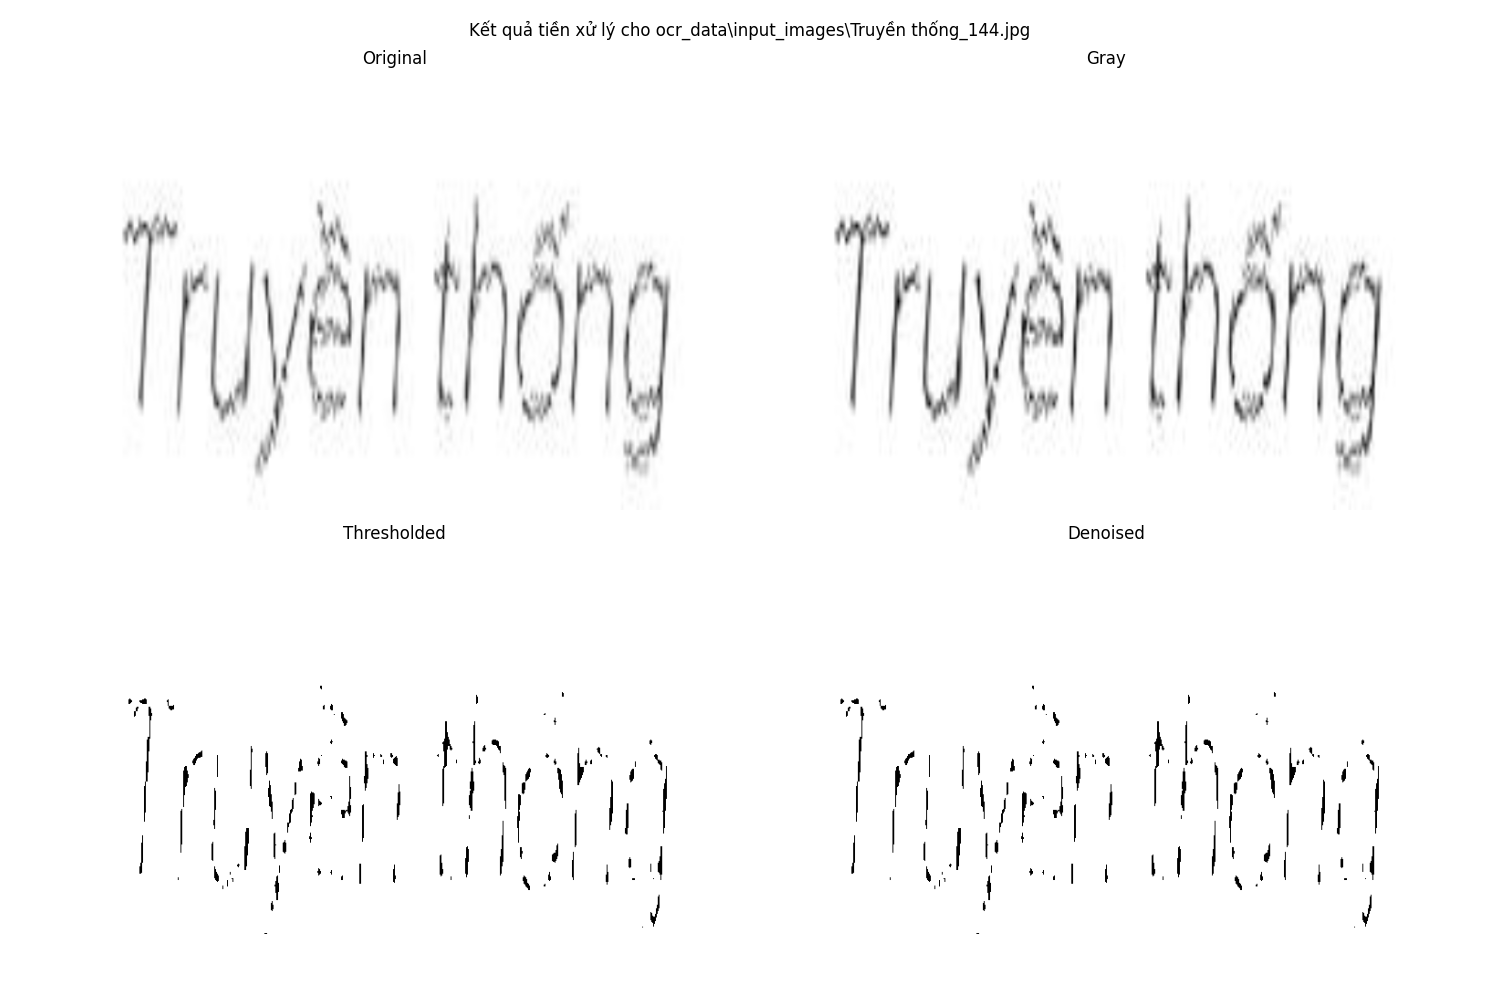 Kết quả tiền xử lý cho ocr_data\input_images\Truyền thống_144.jpg
Original
Gray
Truyền thống
Truyền thống
Thresholded
Denoised
Truyền thống
Truyền thống